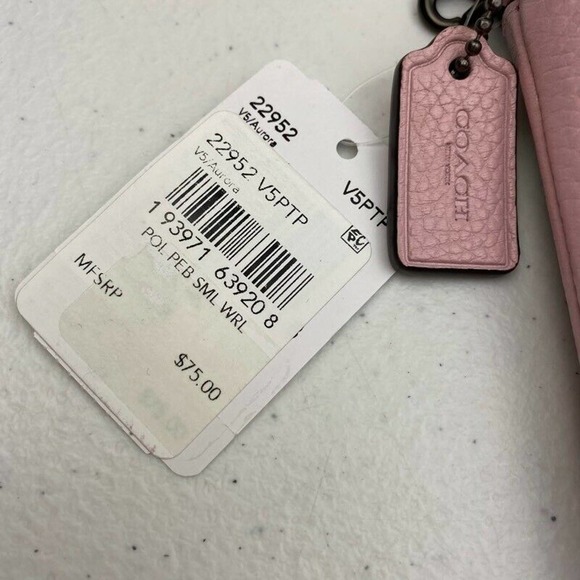 22952
V5/Aurora
22952 V5PTP
V5/Aurora
1 93971 63920 8
POL PEB SML WRL
MFSRP
$75.00
V5PTP
COACH